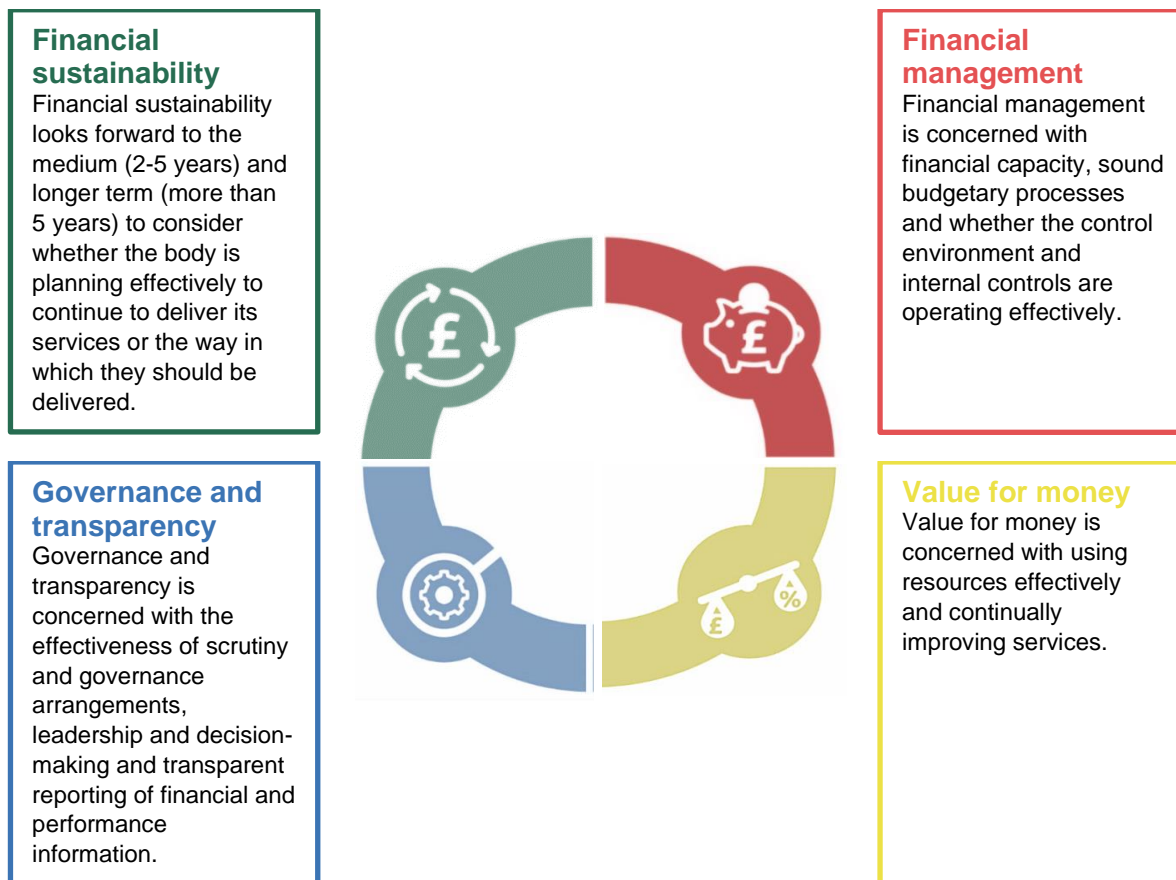 Financial
sustainability
Financial sustainability
looks forward to the
medium (2-5 years) and
longer term (more than
5 years) to consider
whether the body is
planning effectively to
continue to deliver its
services or the way in
which they should be
delivered.
Financial
management
Financial management
is concerned with
financial capacity, sound
budgetary processes
and whether the control
environment and
internal controls are
operating effectively.
£
£
Governance and
transparency
Governance and
transparency is
concerned with the
effectiveness of scrutiny
and governance
arrangements,
leadership and decision-
making and transparent
reporting of financial and
performance
information.
£
%
Value for money
Value for money is
concerned with using
resources effectively
and continually
improving services.